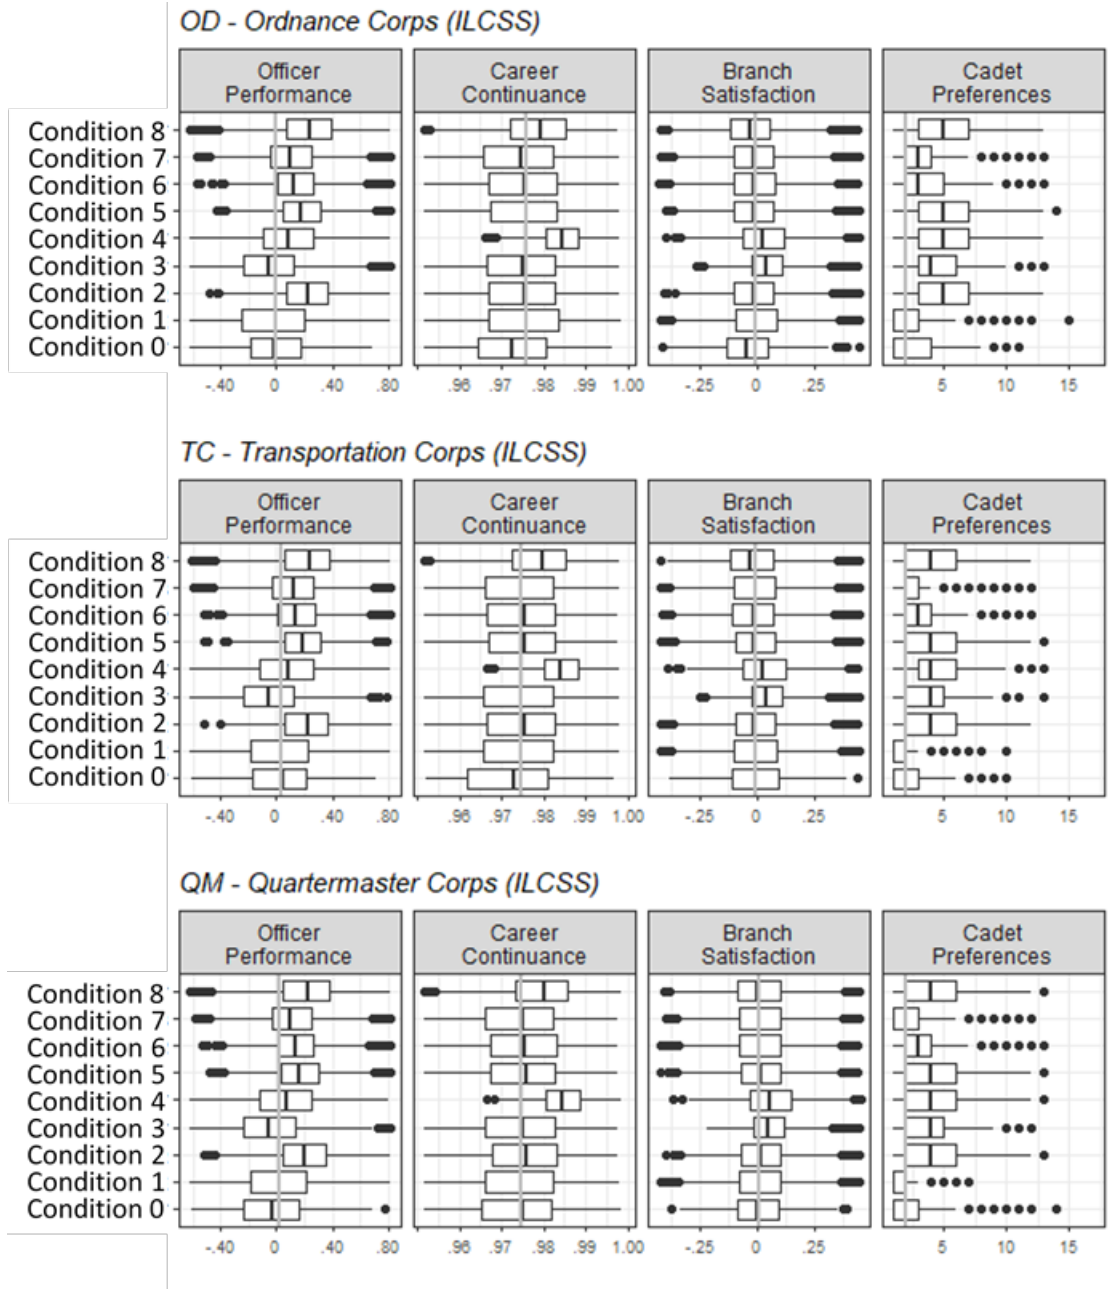 OD - Ordnance Corps (ILCSS)
Officer Performance
Career Continuance
Branch Satisfaction
Cadet Preferences
Condition 8
Condition 7
Condition 6
Condition 5
Condition 4
Condition 3
Condition 2
Condition 1
Condition 0
-.40 0 .40 .80
.96 .97 .98 .99 1.00
-.25 0 .25
5 10 15
TC - Transportation Corps (ILCSS)
Officer Performance
Career Continuance
Branch Satisfaction
Cadet Preferences
Condition 8
Condition 7
Condition 6
Condition 5
Condition 4
Condition 3
Condition 2
Condition 1
Condition 0
-.40 0 .40 .80
.96 .97 .98 .99 1.00
-.25 0 .25
5 10 15
QM - Quartermaster Corps (ILCSS)
Officer Performance
Career Continuance
Branch Satisfaction
Cadet Preferences
Condition 8
Condition 7
Condition 6
Condition 5
Condition 4
Condition 3
Condition 2
Condition 1
Condition 0
-.40 0 .40 .80
.96 .97 .98 .99 1.00
-.25 0 .25
5 10 15